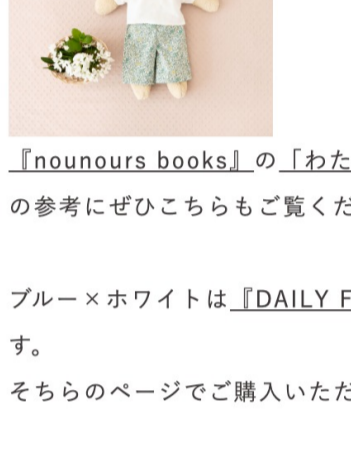 『nounours books』の「わた
の参考にぜひこちらもご覧くだ
ブルー×ホワイトは『DAILY F
す。
そちらのページでご購入いただ